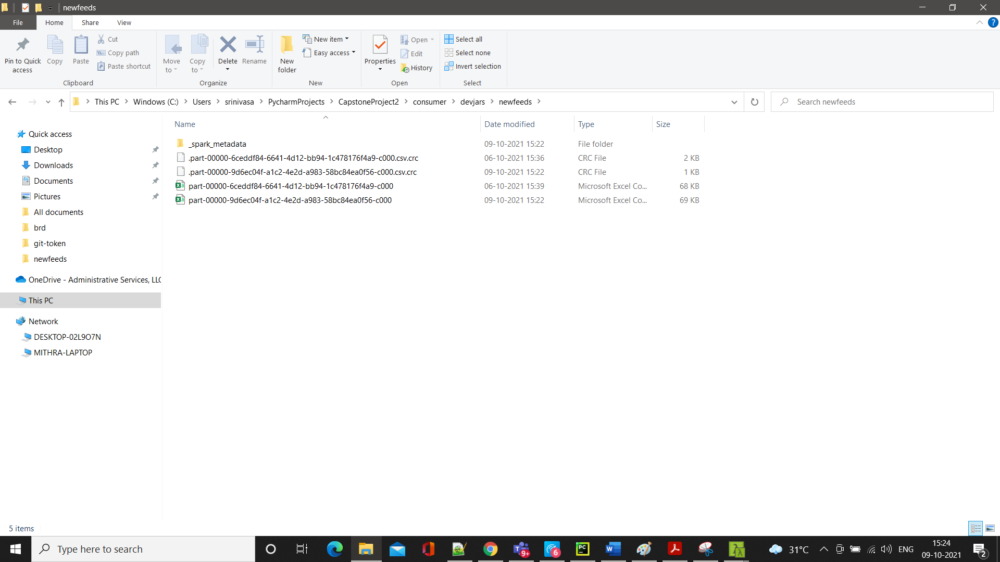 newfeeds
File Home Share View
Pin to Quick access
Copy
Paste
Cut
Copy path
Paste shortcut
Clipboard
Move to
Copy to
Delete
Rename
Organize
New folder
New item
Easy access
New
Properties
Open
Edit
History
Open
Select all
Select none
Invert selection
Select
This PC > Windows (C:) > Users > srinivasa > PycharmProjects > CapstoneProject2 > consumer > devjars > newfeeds >
Search newfeeds
Name Date modified Type Size
_spark_metadata 09-10-2021 15:22 File folder
.part-00000-6ceddf84-6641-4d12-bb94-1c478176f4a9-c000.csv.crc 06-10-2021 15:36 CRC File 2 KB
.part-00000-9d6ec04f-a1c2-4e2d-a983-58bc84ea0f56-c000.csv.crc 09-10-2021 15:22 CRC File 1 KB
part-00000-6ceddf84-6641-4d12-bb94-1c478176f4a9-c000 06-10-2021 15:39 Microsoft Excel Co... 68 KB
part-00000-9d6ec04f-a1c2-4e2d-a983-58bc84ea0f56-c000 09-10-2021 15:22 Microsoft Excel Co... 69 KB
Quick access
Desktop
Downloads
Documents
Pictures
All documents
brd
git-token
newfeeds
OneDrive - Administrative Services, LLC
This PC
Network
DESKTOP-02L9O7N
MITHRA-LAPTOP
5 items
Type here to search
9+
6
PC
31°C
ENG
15:24
09-10-2021
2